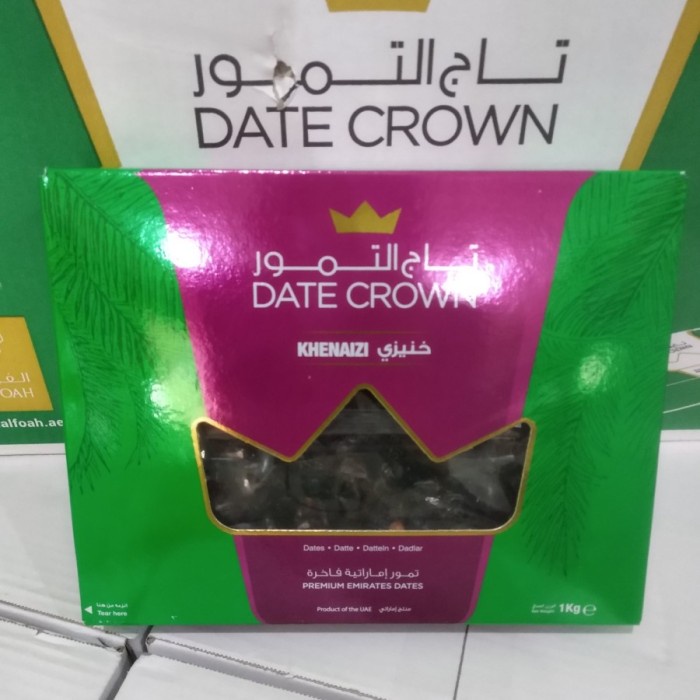 تاج التمور
DATE CROWN
تاج التمور
DATE CROWN
KHENAIZI خنيزي
OAH
alfoah.ae
Dates • Datte • Dattein • Dadlar
تمور إماراتية فاخرة
PREMIUM EMIRATES DATES
Product of the UAE منتج إماراتي
Tear here
1Kg e